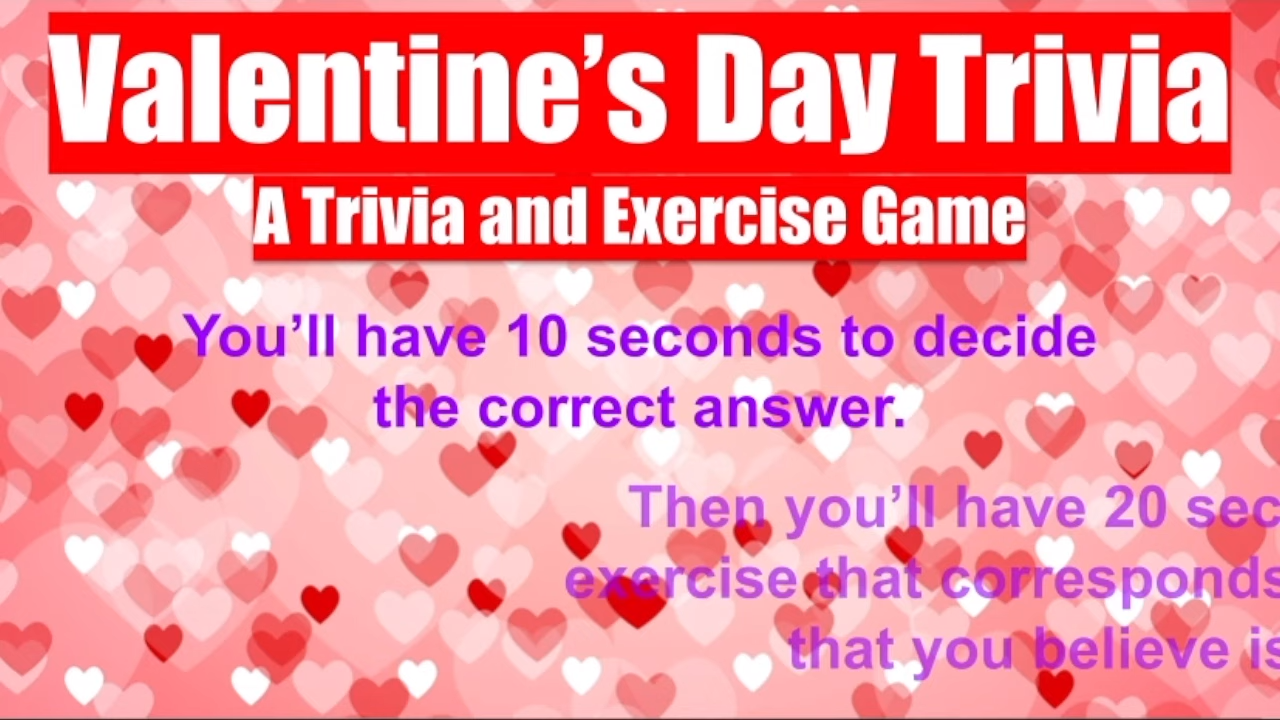 Valentine’s Day Trivia
A Trivia and Exercise Game
You’ll have 10 seconds to decide
the correct answer.
Then you’ll have 20 sec
exercise that corresponds
that you believe is